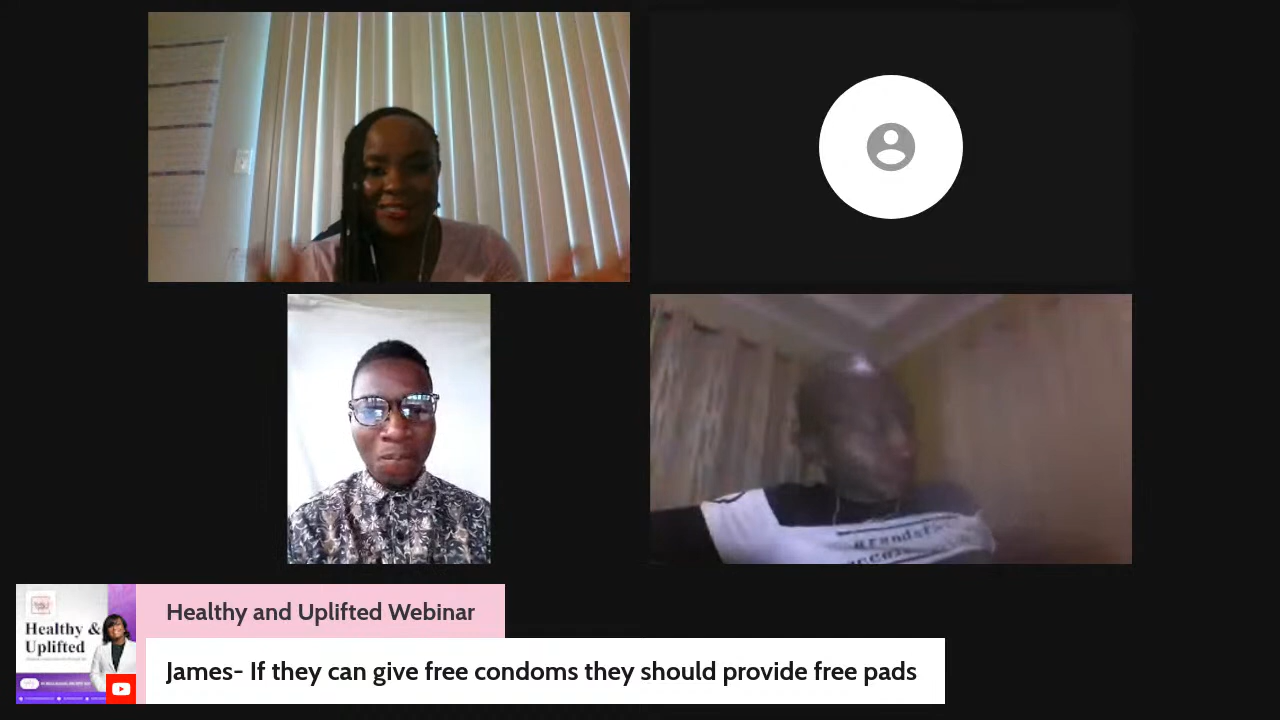 Healthy and Uplifted Webinar
James- If they can give free condoms they should provide free pads
Healthy &
Uplifted